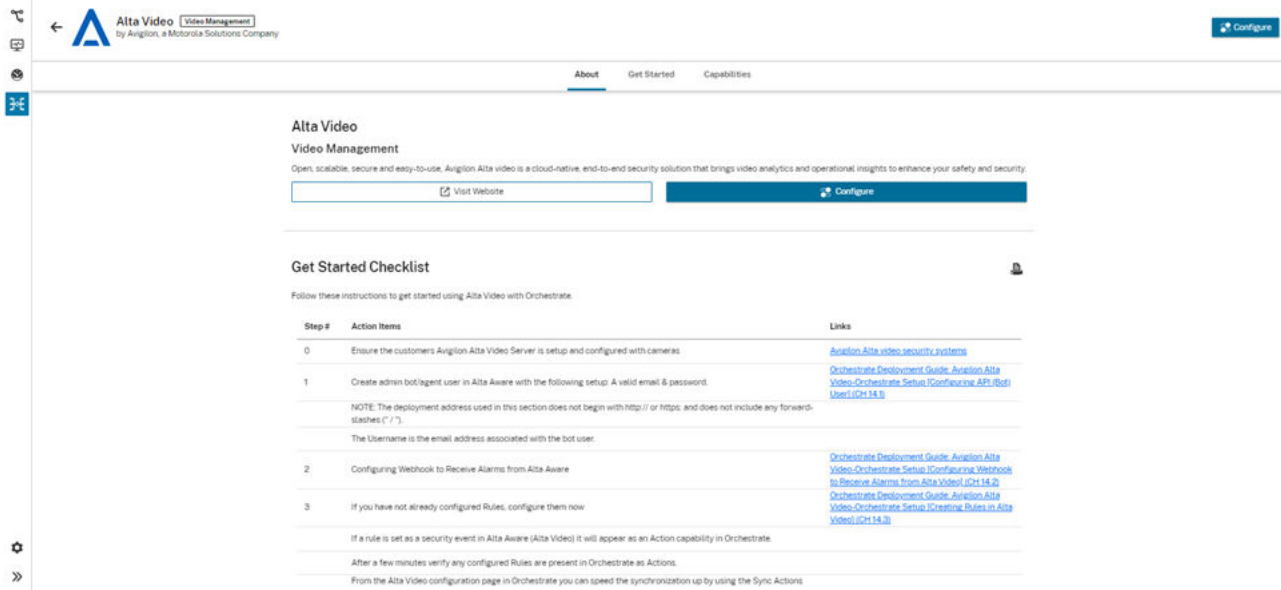 Alta Video Video Management
by Avigilon, a Motorola Solutions Company
Configure
About Get Started Capabilities
Alta Video
Video Management
Open, scalable, secure and easy-to-use, Avigilon Alta video is a cloud-native, end-to-end security solution that brings video analytics and operational insights to enhance your safety and security.
Visit Website
Configure
Get Started Checklist
Follow these instructions to get started using Alta Video with Orchestrate.
Step # Action Items Links
0 Ensure the customers Avigilon Alta Video Server is setup and configured with cameras Avigilon Alta video security systems
1 Create admin bot/agent user in Alta Aware with the following setup: A valid email & password.
Orchestrate Deployment Guide: Avigilon Alta
Video-Orchestrate Setup [Configuring API (Bot)
User] (CH 14.1)
NOTE: The deployment address used in this section does not begin with http:// or https; and does not include any forward-
slashes (" / ").
The Username is the email address associated with the bot user.
2 Configuring Webhook to Receive Alarms from Alta Aware
Orchestrate Deployment Guide: Avigilon Alta
Video-Orchestrate Setup [Configuring Webhook
to Receive Alarms from Alta Video] (CH 14.2)
3 If you have not already configured Rules, configure them now
Orchestrate Deployment Guide: Avigilon Alta
Video-Orchestrate Setup [Creating Rules in Alta
Video] (CH 14.3)
If a rule is set as a security event in Alta Aware (Alta Video) it will appear as an Action capability in Orchestrate.
After a few minutes verify any configured Rules are present in Orchestrate as Actions.
From the Alta Video configuration page in Orchestrate you can speed the synchronization up by using the Sync Actions